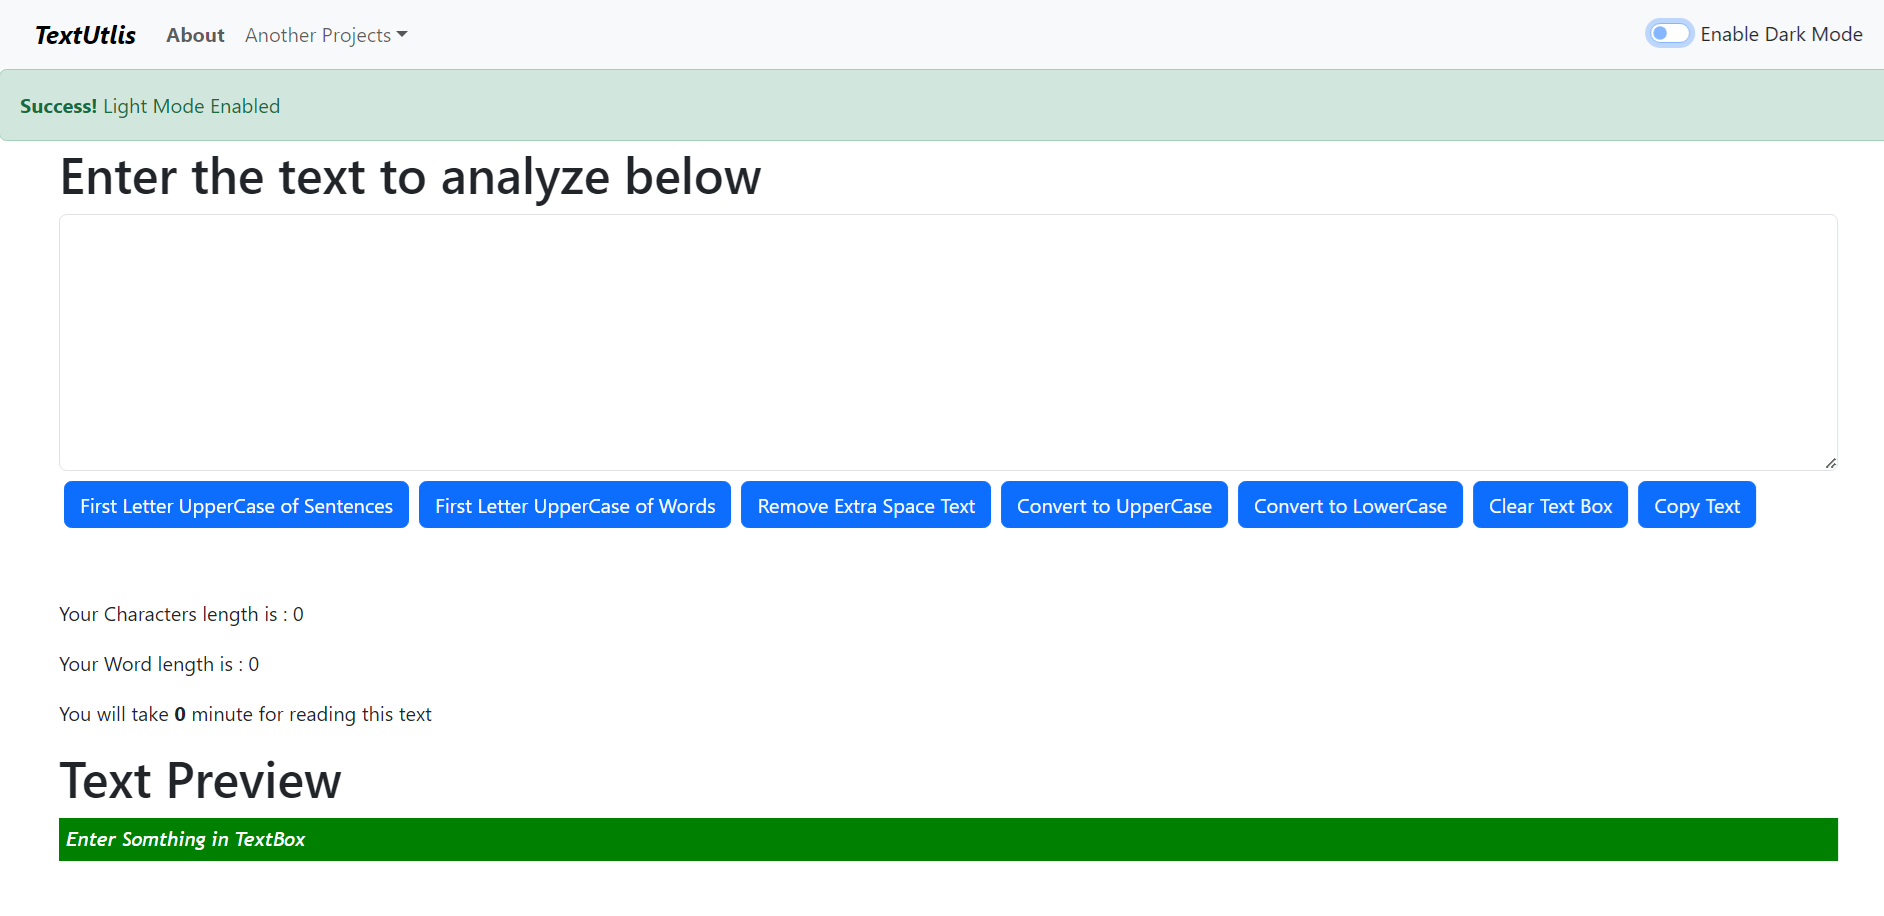 TextUtlis About Another Projects Enable Dark Mode
Success! Light Mode Enabled
Enter the text to analyze below
First Letter UpperCase of Sentences First Letter UpperCase of Words Remove Extra Space Text Convert to UpperCase Convert to LowerCase Clear Text Box Copy Text
Your Characters length is : 0
Your Word length is : 0
You will take 0 minute for reading this text
Text Preview
Enter Somthing in TextBox